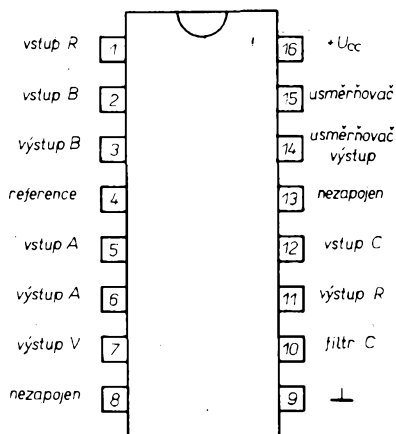 vstup R 1 16 +Ucc
vstup B 2 15 usměrňovač
výstup B 3 14 usměrňovač
výstup
reference 4 13 nezapojen
vstup A 5 12 vstup C
výstup A 6 11 výstup R
výstup V 7 10 filtr C
nezapojen 8 9 ⊥